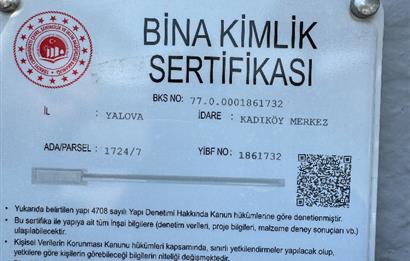 BİNA KİMLİK
SERTİFİKASI
BKS NO: 77.0.0001861732
İL : YALOVA İDARE : KADIKÖY MERKEZ
ADA/PARSEL : 1724/7 YİBF NO : 1861732
• Yukarıda belirtilen yapı 4708 sayılı Yapı Denetimi Hakkında Kanun hükümlerine göre denetlenmiştir.
• Bu sertifika ile yapıya ait tüm İnşai bilgilere (denetim verileri, proje bilgileri, malzeme deney sonuçları vb.)
ulaşılabilecektir.
• Kişisel Verilerin Korunması Kanunu hükümleri kapsamında, sınırlı yetkilendirmeler yapılacak olup,
yetkilere göre kişilerin görebileceği bilgilerin niteliği değişmektedir.